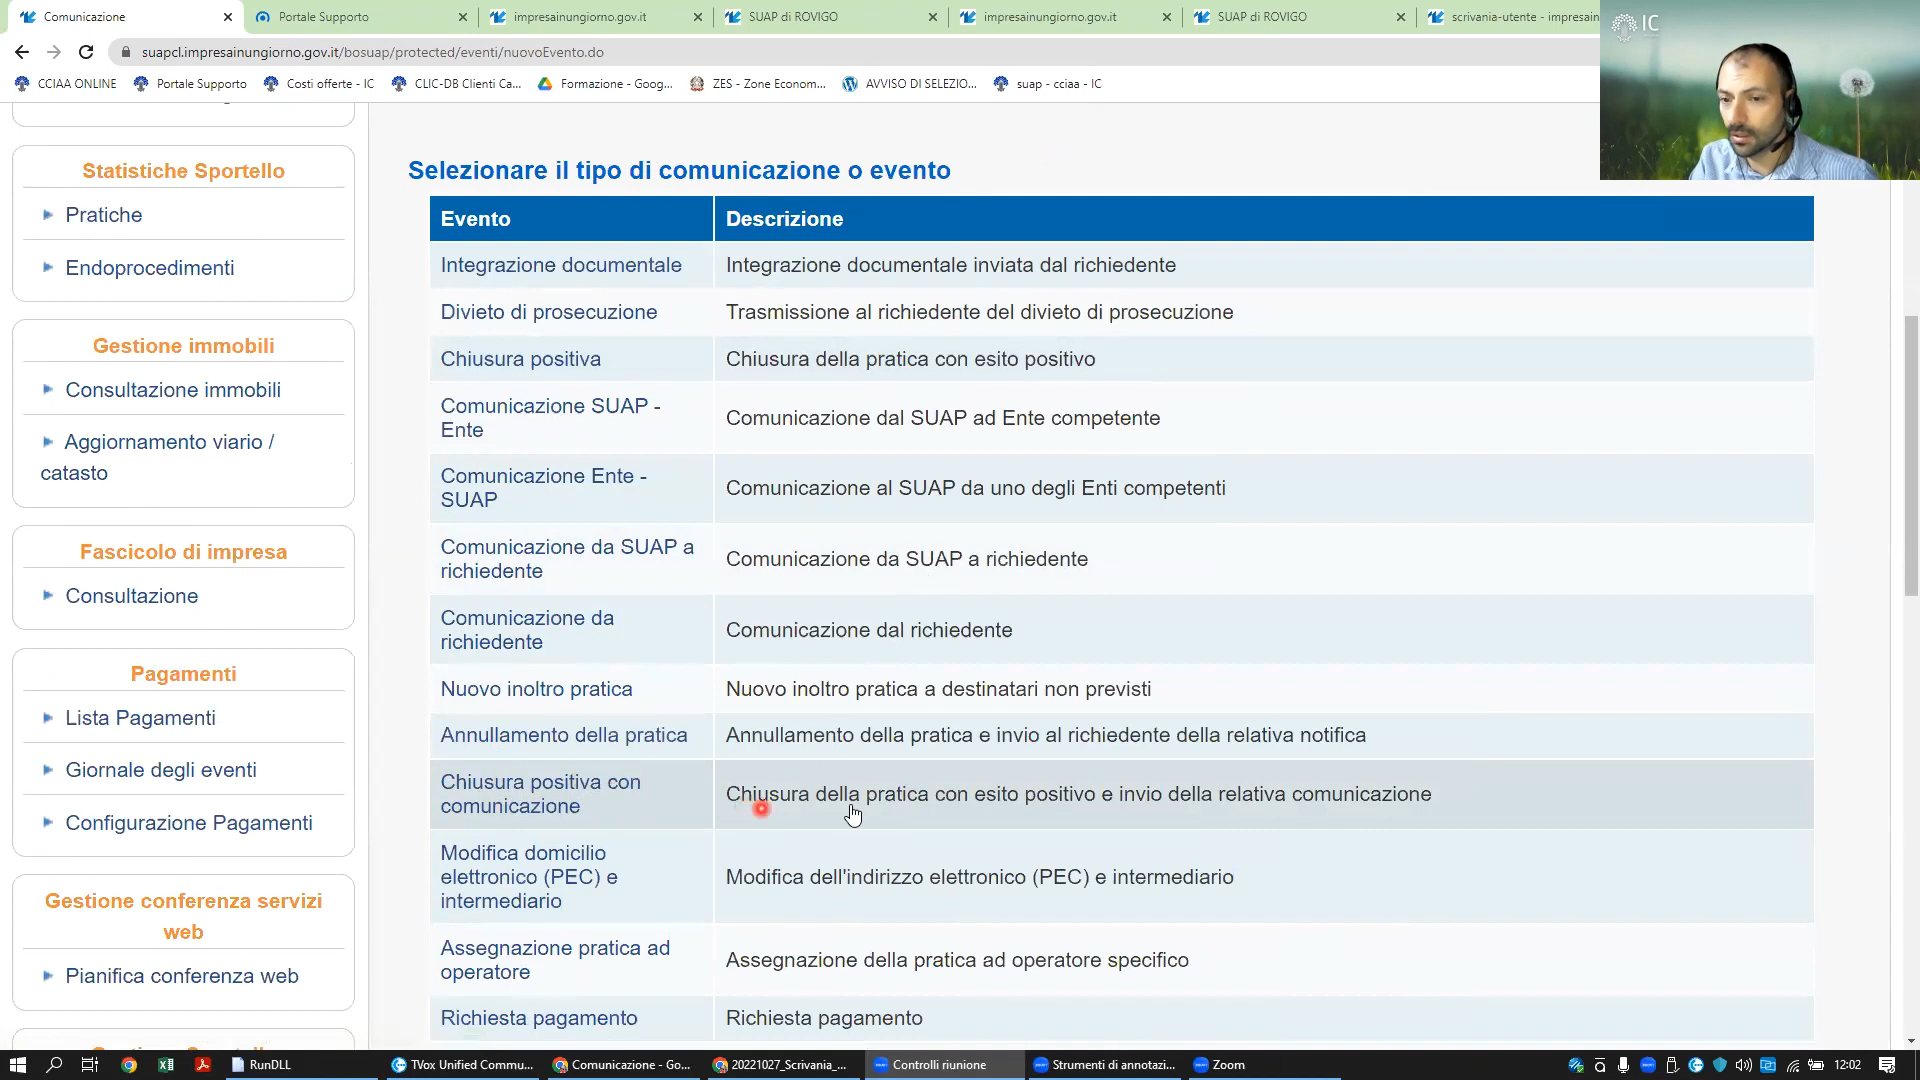 Comunicazione
Portale Supporto
impresainungiorno.gov.it
SUAP di ROVIGO
impresainungiorno.gov.it
SUAP di ROVIGO
scrivania-utente - impresain
IC
suapcl.impresainungiorno.gov.it/bosuap/protected/eventi/nuovoEvento.do
CCIAA ONLINE
Portale Supporto
Costi offerte - IC
CLIC-DB Clienti Ca...
Formazione - Goog...
ZES - Zone Econom...
AVVISO DI SELEZIO...
suap - cciaa - IC
Statistiche Sportello
Pratiche
Endoprocedimenti
Gestione immobili
Consultazione immobili
Aggiornamento viario /
catasto
Fascicolo di impresa
Consultazione
Pagamenti
Lista Pagamenti
Giornale degli eventi
Configurazione Pagamenti
Gestione conferenza servizi
web
Pianifica conferenza web
Selezionare il tipo di comunicazione o evento
Evento
Descrizione
Integrazione documentale
Integrazione documentale inviata dal richiedente
Divieto di prosecuzione
Trasmissione al richiedente del divieto di prosecuzione
Chiusura positiva
Chiusura della pratica con esito positivo
Comunicazione SUAP -
Ente
Comunicazione dal SUAP ad Ente competente
Comunicazione Ente -
SUAP
Comunicazione al SUAP da uno degli Enti competenti
Comunicazione da SUAP a
richiedente
Comunicazione da SUAP a richiedente
Comunicazione da
richiedente
Comunicazione dal richiedente
Nuovo inoltro pratica
Nuovo inoltro pratica a destinatari non previsti
Annullamento della pratica
Annullamento della pratica e invio al richiedente della relativa notifica
Chiusura positiva con
comunicazione
Chiusura della pratica con esito positivo e invio della relativa comunicazione
Modifica domicilio
elettronico (PEC) e
intermediario
Modifica dell'indirizzo elettronico (PEC) e intermediario
Assegnazione pratica ad
operatore
Assegnazione della pratica ad operatore specifico
Richiesta pagamento
Richiesta pagamento
RunDLL
TVox Unified Commu...
Comunicazione - Go...
20221027_Scrivania_...
Controlli riunione
Strumenti di annotazi...
Zoom
12:02